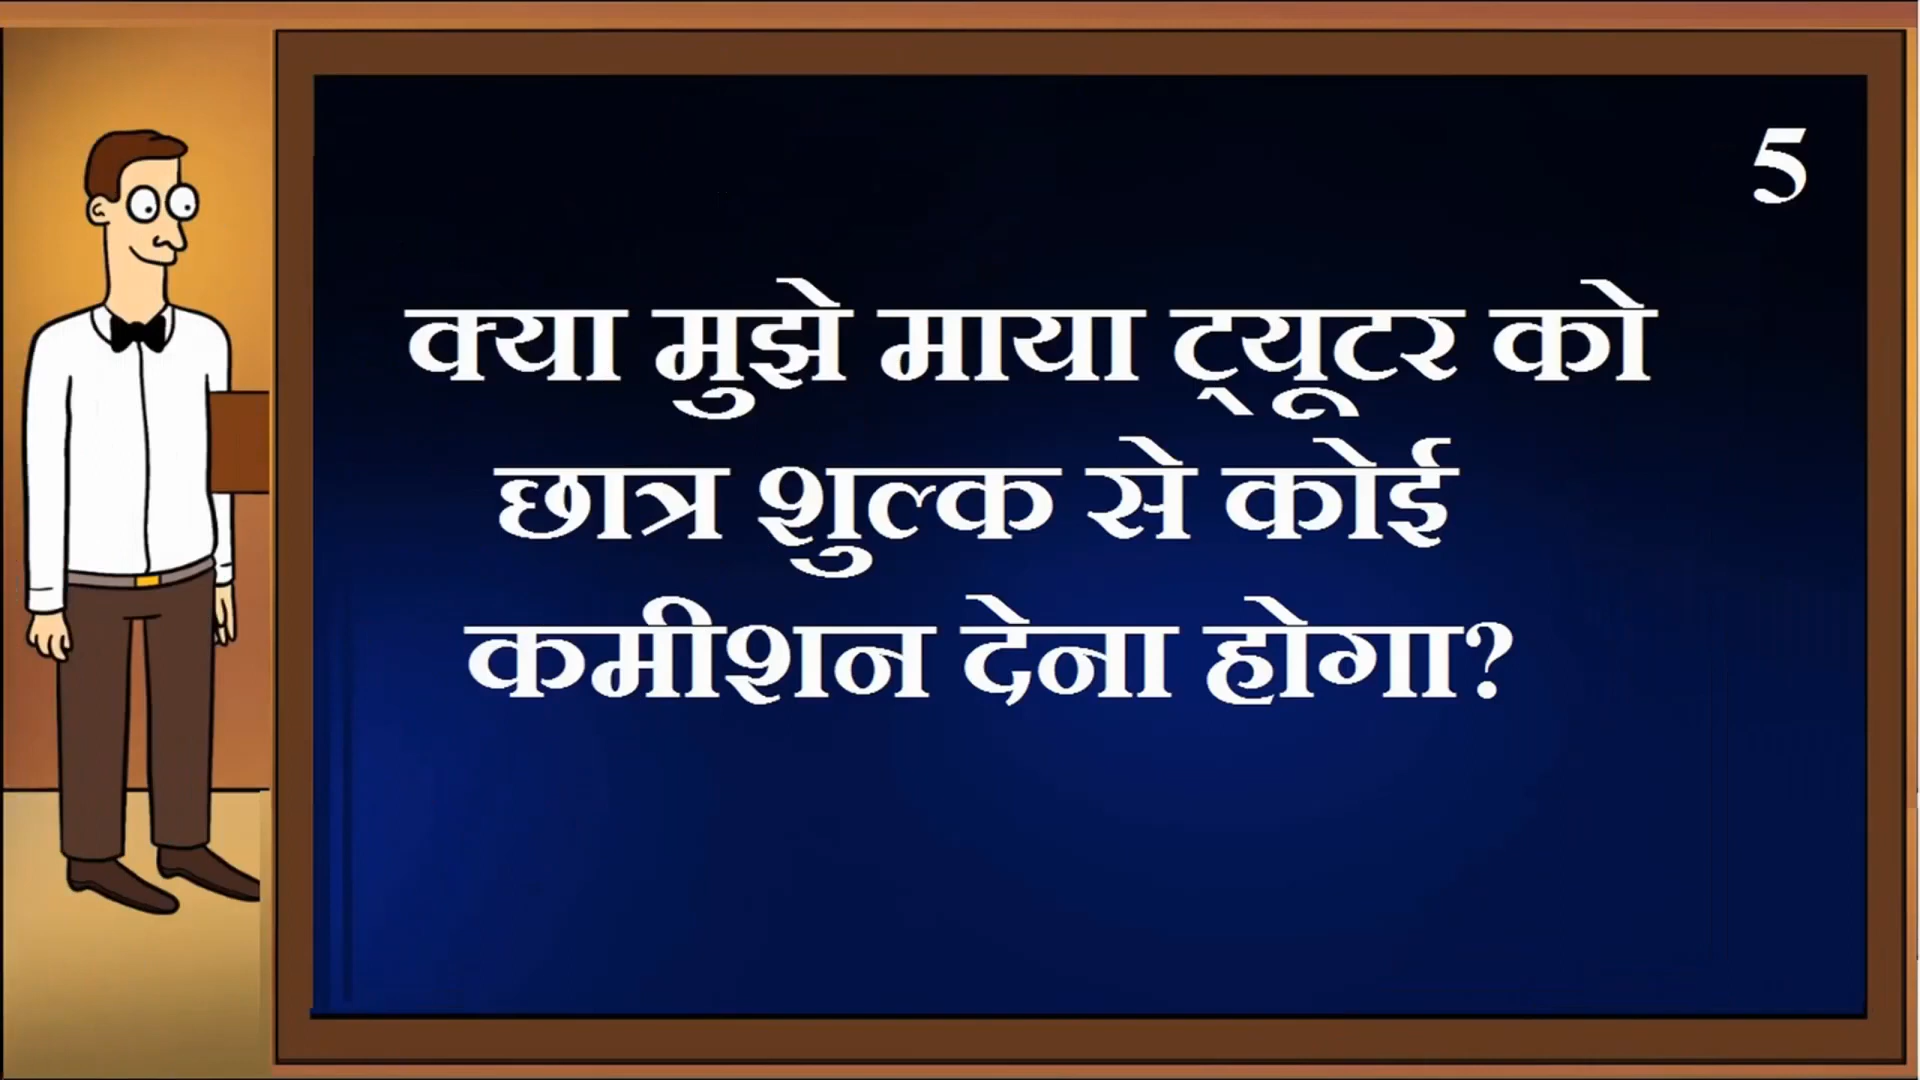 5
क्या मुझे माया ट्यूटर को
छात्र शुल्क से कोई
कमीशन देना होगा?